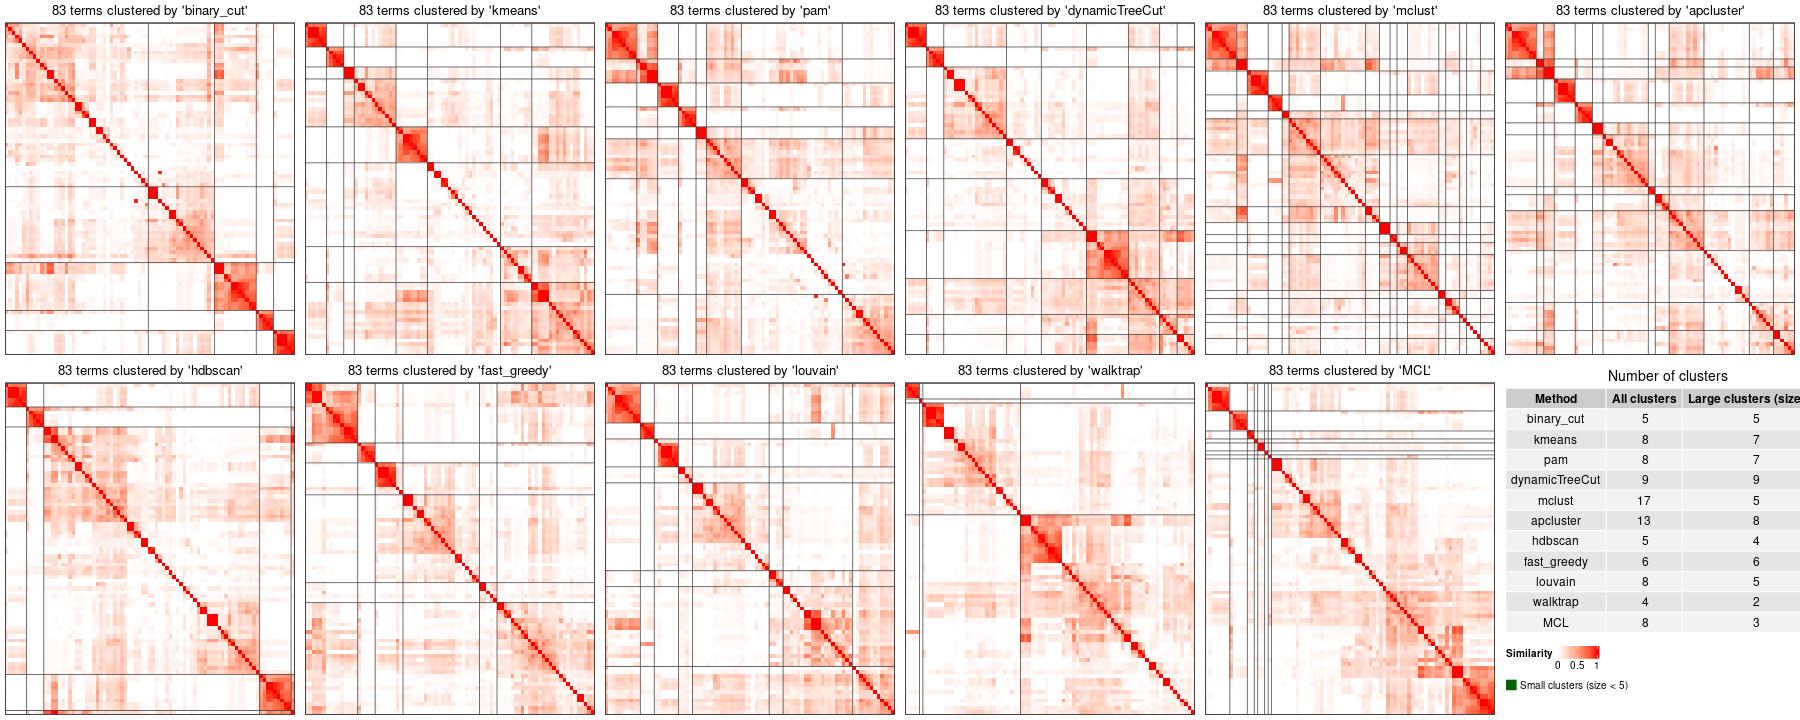 83 terms clustered by 'binary_cut'
83 terms clustered by 'kmeans'
83 terms clustered by 'pam'
83 terms clustered by 'dynamicTreeCut'
83 terms clustered by 'mclust'
83 terms clustered by 'apcluster'
83 terms clustered by 'hdbscan'
83 terms clustered by 'fast_greedy'
83 terms clustered by 'louvain'
83 terms clustered by 'walktrap'
83 terms clustered by 'MCL'
Number of clusters
Method All clusters Large clusters (size
binary_cut 5 5
kmeans 8 7
pam 8 7
dynamicTreeCut 9 9
mclust 17 5
apcluster 13 8
hdbscan 5 4
fast_greedy 6 6
louvain 8 5
walktrap 4 2
MCL 8 3
Similarity
0 0.5 1
Small clusters (size < 5)